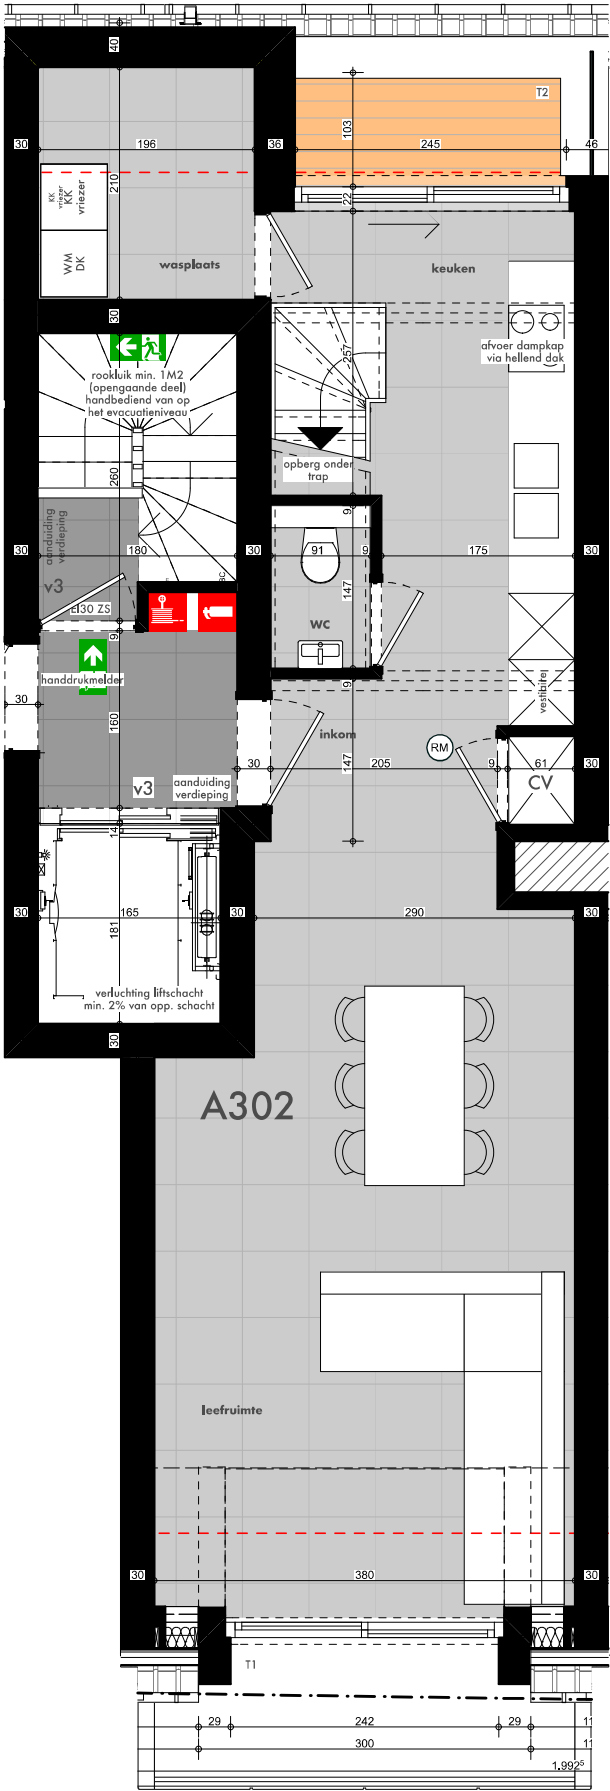 40
T2
103
30
196
36
245
46
210
KK
vriezer
KK
vriezer
22
WM
DK
wasplaats
keuken
30
afvoer dampkap
via hellend dak
257
rookluik min. 1M2
(opengaande deel)
handbediend van op
het evacuatieniveau
opberg onder
trap
260
9
aanduiding
verdieping
30
180
30
91
9
175
30
147
v3
EI30 ZS
wc
9
handdrukmelder
9
vestiaire
30
160
inkom
RM
147
30
205
9
61
30
CV
v3
aanduiding
verdieping
14
30
165
30
290
30
181
verluchting liftschacht
min. 2% van opp. schacht
30
A302
leefruimte
30
380
30
T1
29
242
29
11
300
11
1.992⁵